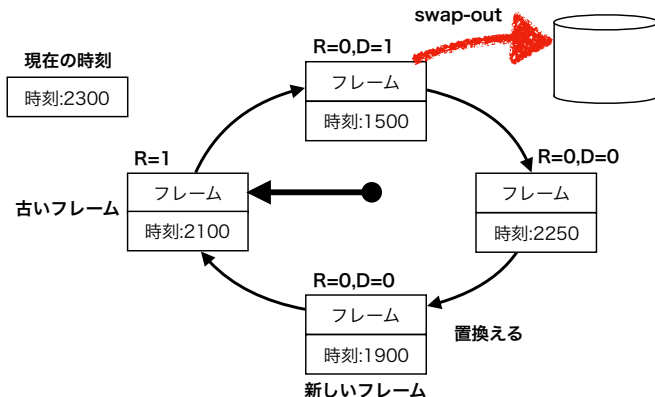 swap-out
R=0,D=1
現在の時刻
フレーム
時刻:2300
時刻:1500
R=1
R=0,D=0
フレーム
フレーム
古いフレーム
時刻:2100
時刻:2250
R=0,D=0
フレーム
置換える
時刻:1900
新しいフレーム